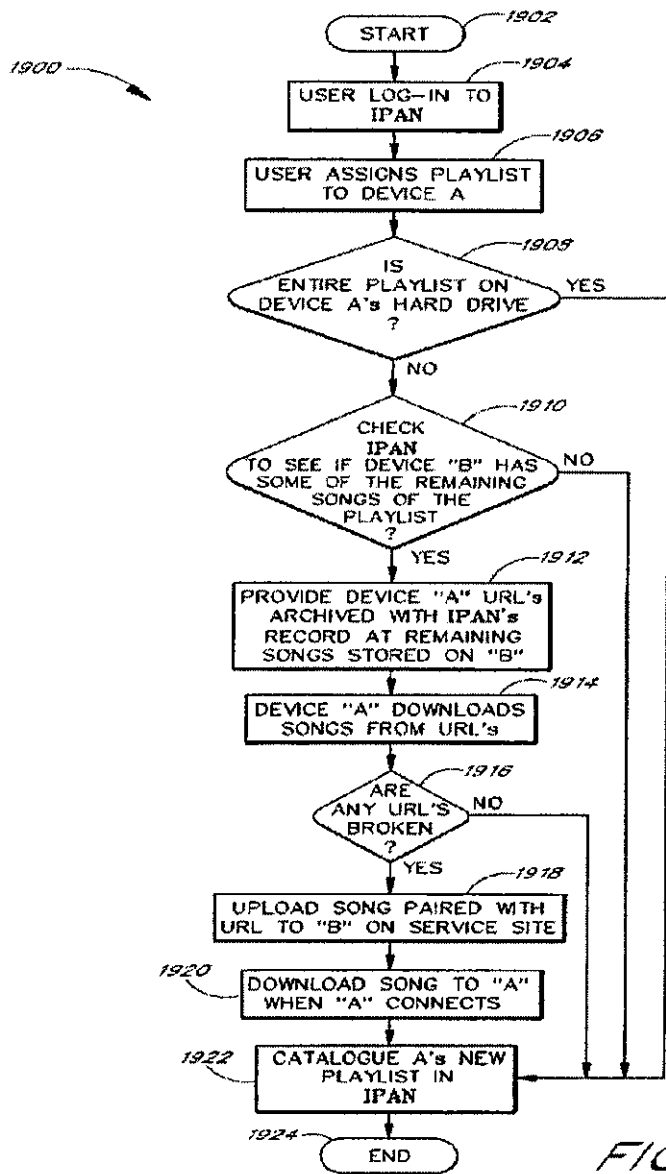 1900
START
1902
USER LOG-IN TO
IPAN
1904
USER ASSIGNS PLAYLIST
TO DEVICE A
1906
IS
ENTIRE PLAYLIST ON
DEVICE A's HARD DRIVE
?
1908
YES
NO
CHECK
IPAN
TO SEE IF DEVICE "B" HAS
SOME OF THE REMAINING
SONGS OF THE
PLAYLIST
?
1910
NO
YES
PROVIDE DEVICE "A" URL's
ARCHIVED WITH IPAN's
RECORD AT REMAINING
SONGS STORED ON "B"
1912
DEVICE "A" DOWNLOADS
SONGS FROM URL's
1914
ARE
ANY URL'S
BROKEN
?
1916
NO
YES
UPLOAD SONG PAIRED WITH
URL TO "B" ON SERVICE SITE
1918
DOWNLOAD SONG TO "A"
WHEN "A" CONNECTS
1920
CATALOGUE A's NEW
PLAYLIST IN
IPAN
1922
END
1924